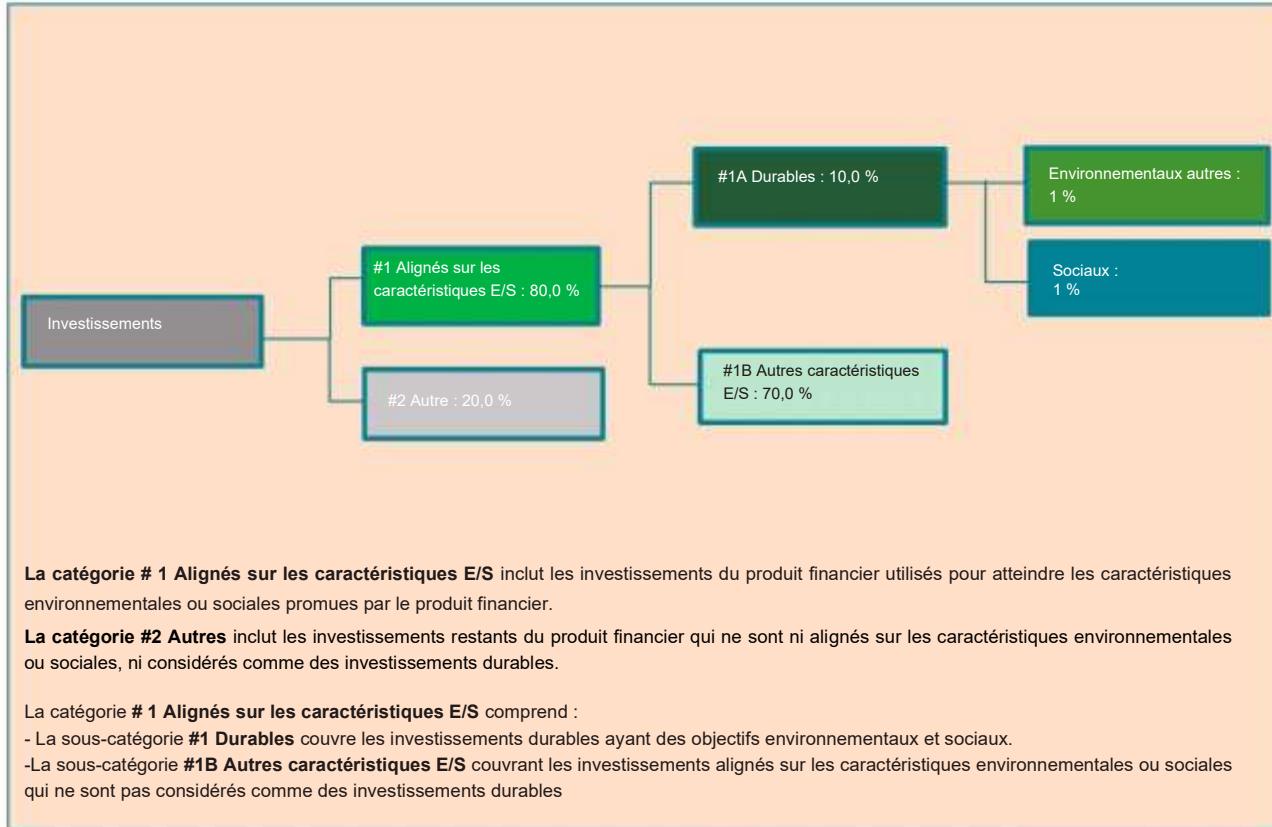 #1A Durables : 10,0 %
Environnementaux autres :
1 %
#1 Alignés sur les
caractéristiques E/S : 80,0 %
Sociaux :
1 %
Investissements
#2 Autre : 20,0 %
#1B Autres caractéristiques
E/S : 70,0 %
La catégorie # 1 Alignés sur les caractéristiques E/S inclut les investissements du produit financier utilisés pour atteindre les caractéristiques
environnementales ou sociales promues par le produit financier.
La catégorie #2 Autres inclut les investissements restants du produit financier qui ne sont ni alignés sur les caractéristiques environnementales
ou sociales, ni considérés comme des investissements durables.
La catégorie # 1 Alignés sur les caractéristiques E/S comprend :
- La sous-catégorie #1 Durables couvre les investissements durables ayant des objectifs environnementaux et sociaux.
-La sous-catégorie #1B Autres caractéristiques E/S couvrant les investissements alignés sur les caractéristiques environnementales ou sociales
qui ne sont pas considérés comme des investissements durables